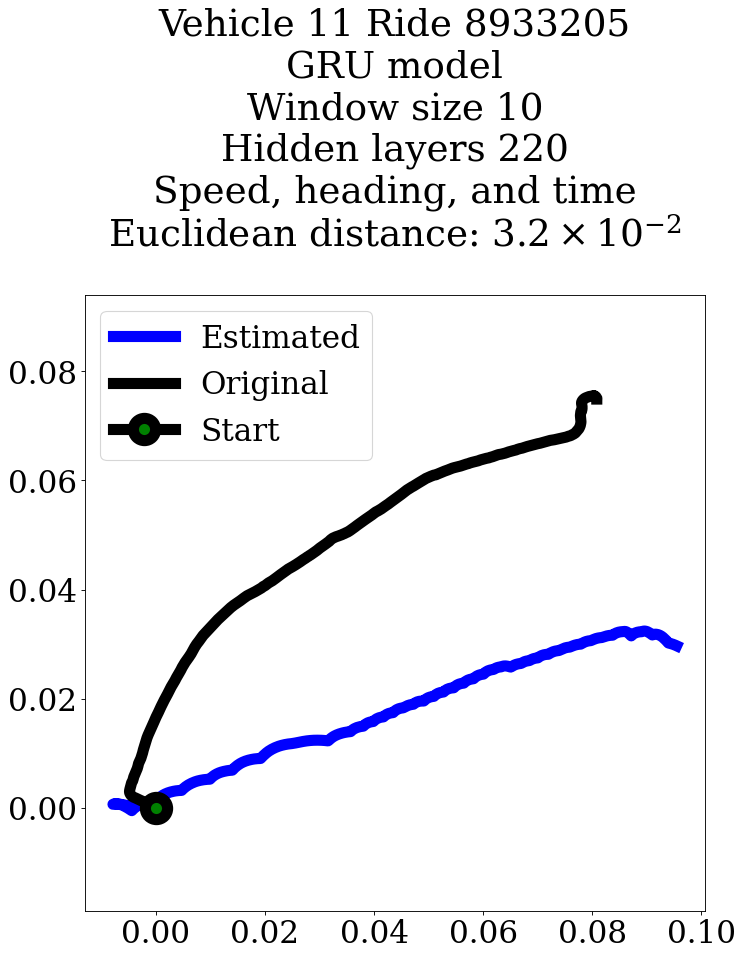 Vehicle 11 Ride 8933205
GRU model
Window size 10
Hidden layers 220
Speed, heading, and time
Euclidean distance: 3.2 × 10⁻²
Estimated
Original
Start
0.08
0.06
0.04
0.02
0.00
0.00 0.02 0.04 0.06 0.08 0.10